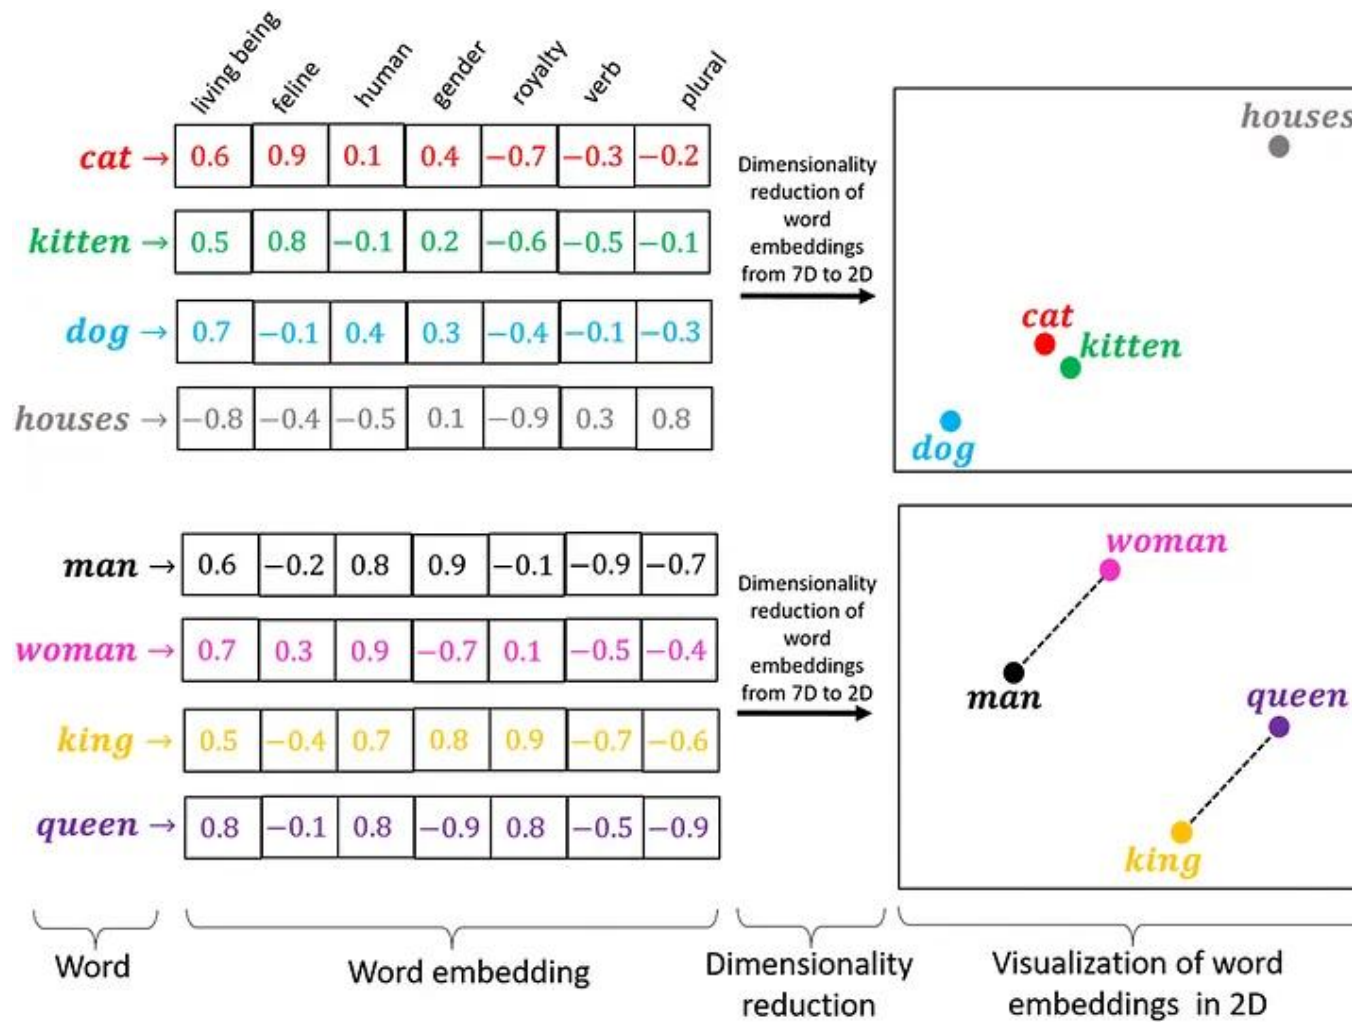 living being feline human gender royalty verb plural
cat → 0.6 0.9 0.1 0.4 −0.7 −0.3 −0.2
kitten → 0.5 0.8 −0.1 0.2 −0.6 −0.5 −0.1
dog → 0.7 −0.1 0.4 0.3 −0.4 −0.1 −0.3
houses → −0.8 −0.4 −0.5 0.1 −0.9 0.3 0.8
Dimensionality
reduction of
word
embeddings
from 7D to 2D
houses
cat
kitten
dog
man → 0.6 −0.2 0.8 0.9 −0.1 −0.9 −0.7
woman → 0.7 0.3 0.9 −0.7 0.1 −0.5 −0.4
king → 0.5 −0.4 0.7 0.8 0.9 −0.7 −0.6
queen → 0.8 −0.1 0.8 −0.9 0.8 −0.5 −0.9
Dimensionality
reduction of
word
embeddings
from 7D to 2D
woman
man
queen
king
Word
Word embedding
Dimensionality
reduction
Visualization of word
embeddings in 2D